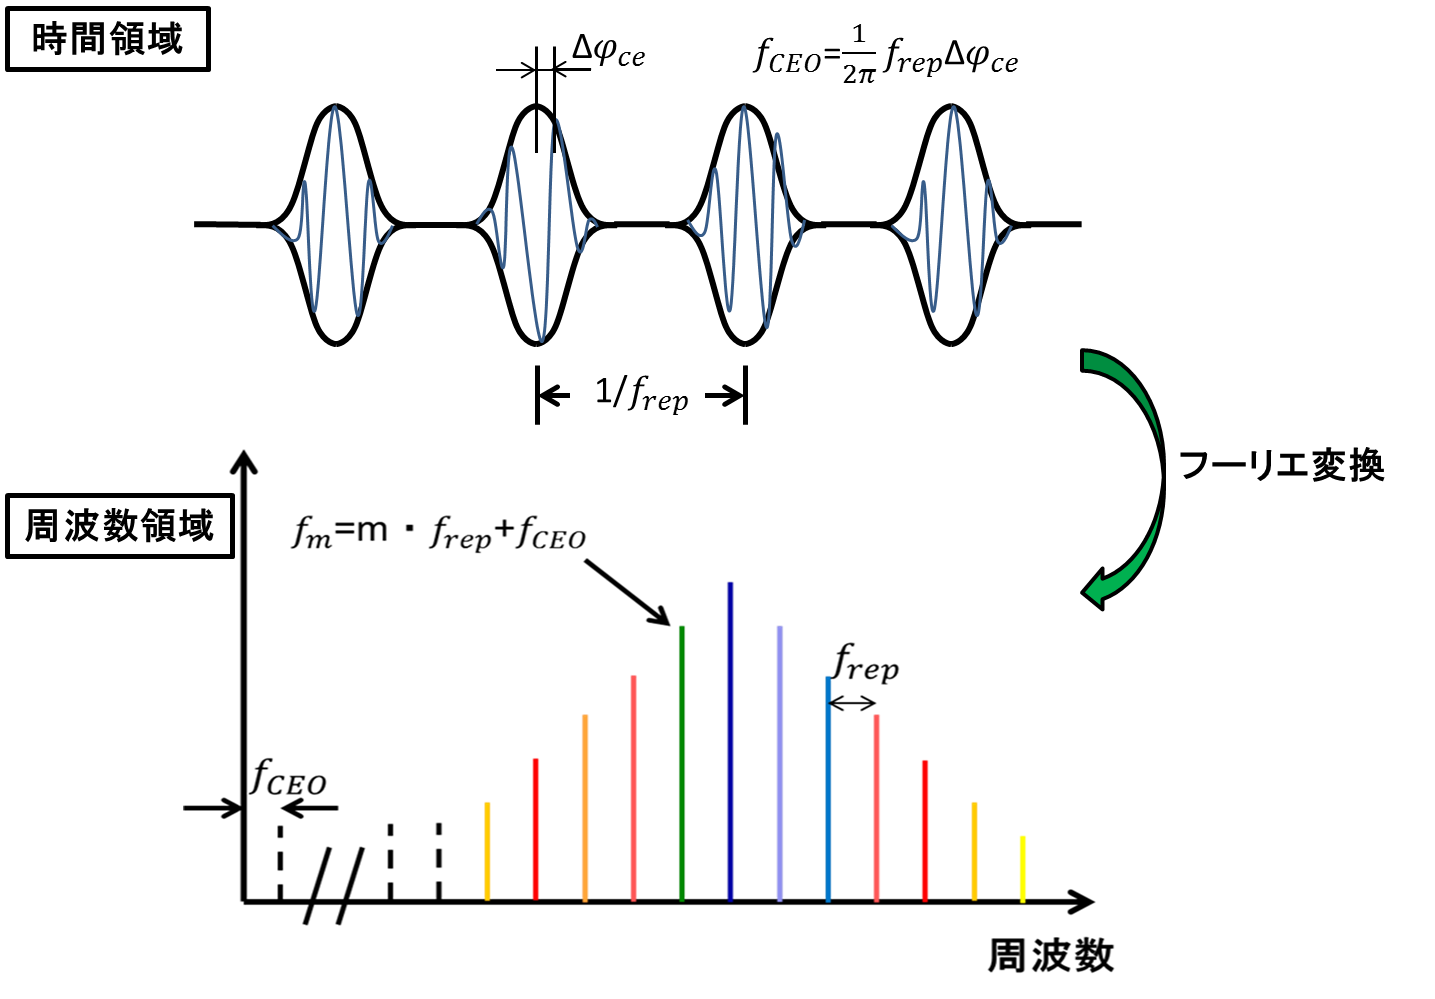 時間領域
Δφce
fCEO=1/2π frepΔφce
1/frep
フーリエ変換
周波数領域
fm=m・frep+fCEO
frep
fCEO
周波数